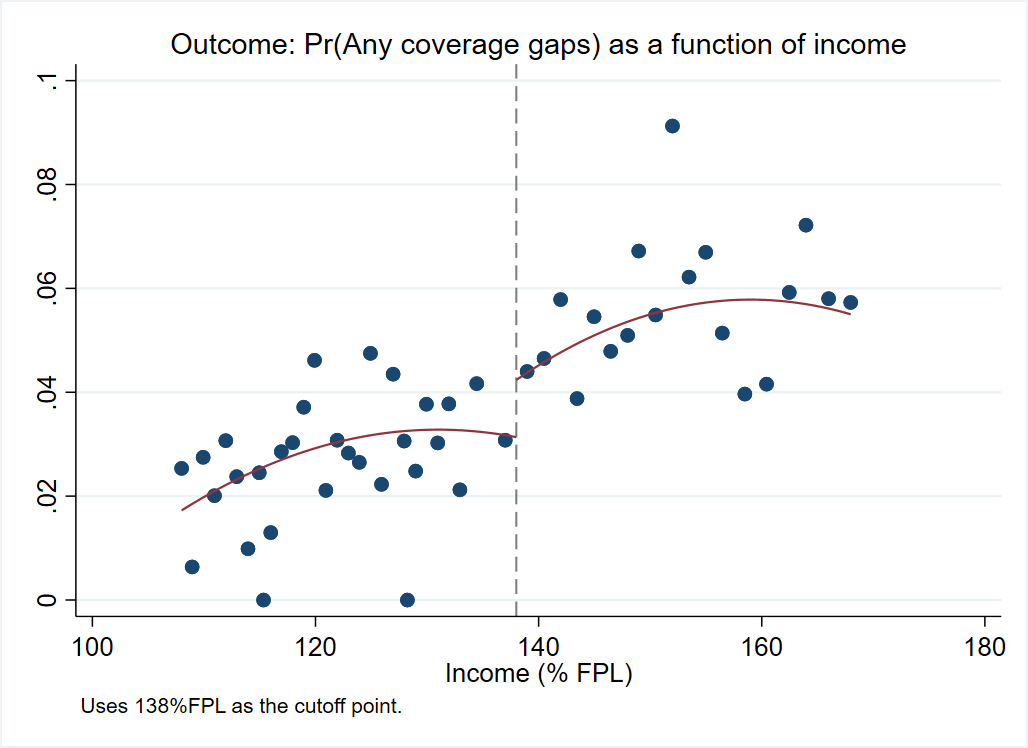 Outcome: Pr(Any coverage gaps) as a function of income
.1
.08
.06
.04
.02
0
100 120 140 160 180
Income (% FPL)
Uses 138%FPL as the cutoff point.